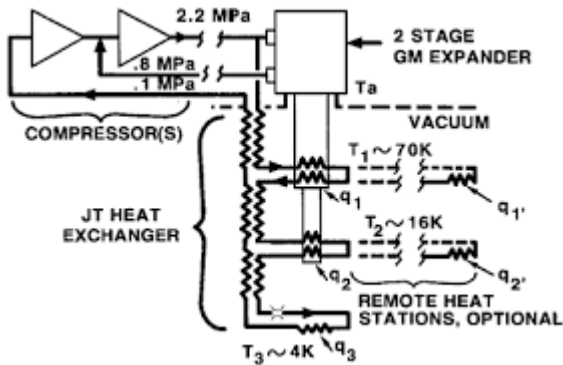 2.2 MPa
2 STAGE
GM EXPANDER
.8 MPa
.1 MPa
Ta
COMPRESSOR(S)
VACUUM
T1 ~ 70K
q1
q1'
JT HEAT
EXCHANGER
T2 ~ 16K
q2
q2'
REMOTE HEAT
STATIONS, OPTIONAL
T3 ~ 4K
q3